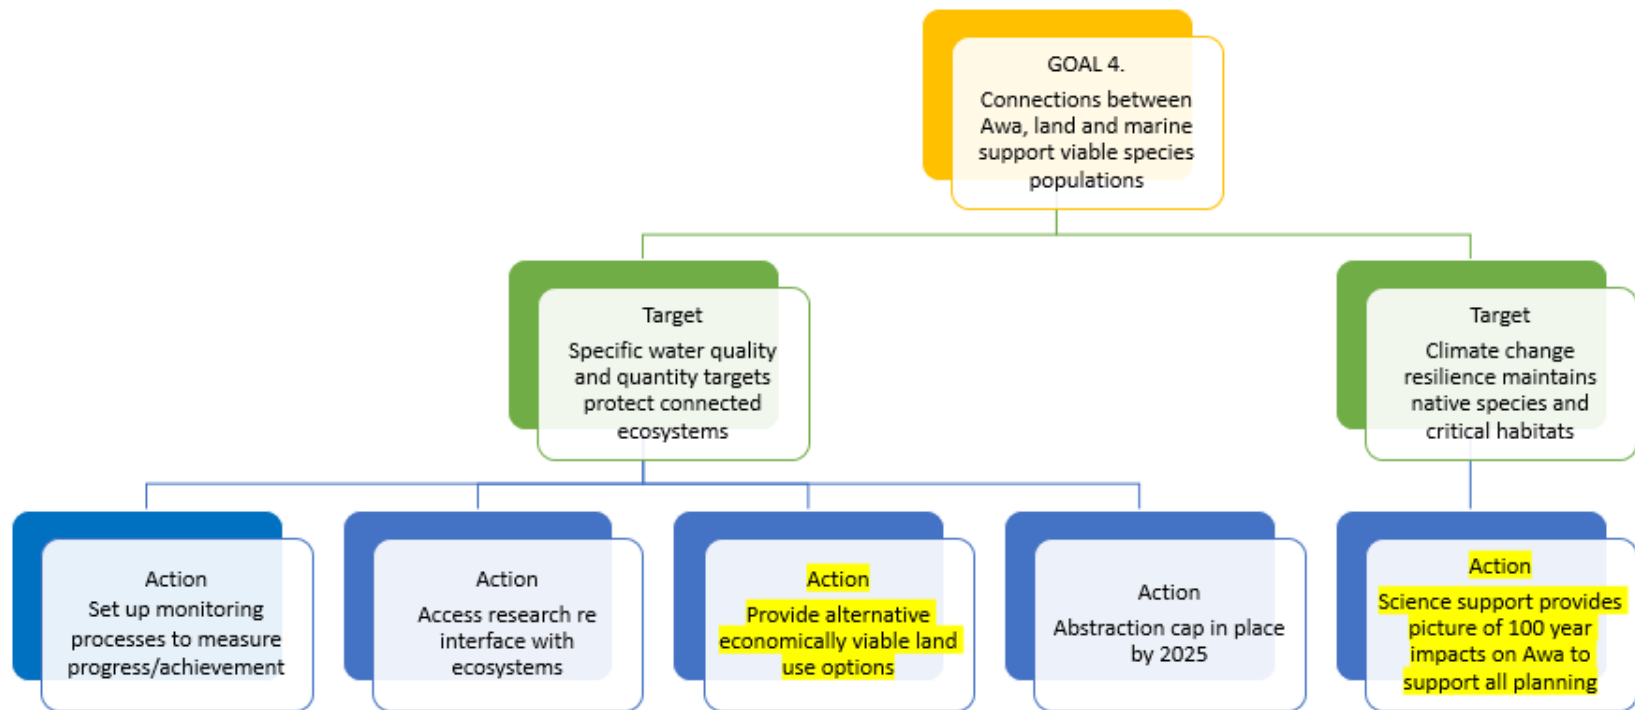 GOAL 4.
Connections between
Awa, land and marine
support viable species
populations
Target
Specific water quality
and quantity targets
protect connected
ecosystems
Target
Climate change
resilience maintains
native species and
critical habitats
Action
Set up monitoring
processes to measure
progress/achievement
Action
Access research re
interface with
ecosystems
Action
Provide alternative
economically viable land
use options
Action
Abstraction cap in place
by 2025
Action
Science support provides
picture of 100 year
impacts on Awa to
support all planning